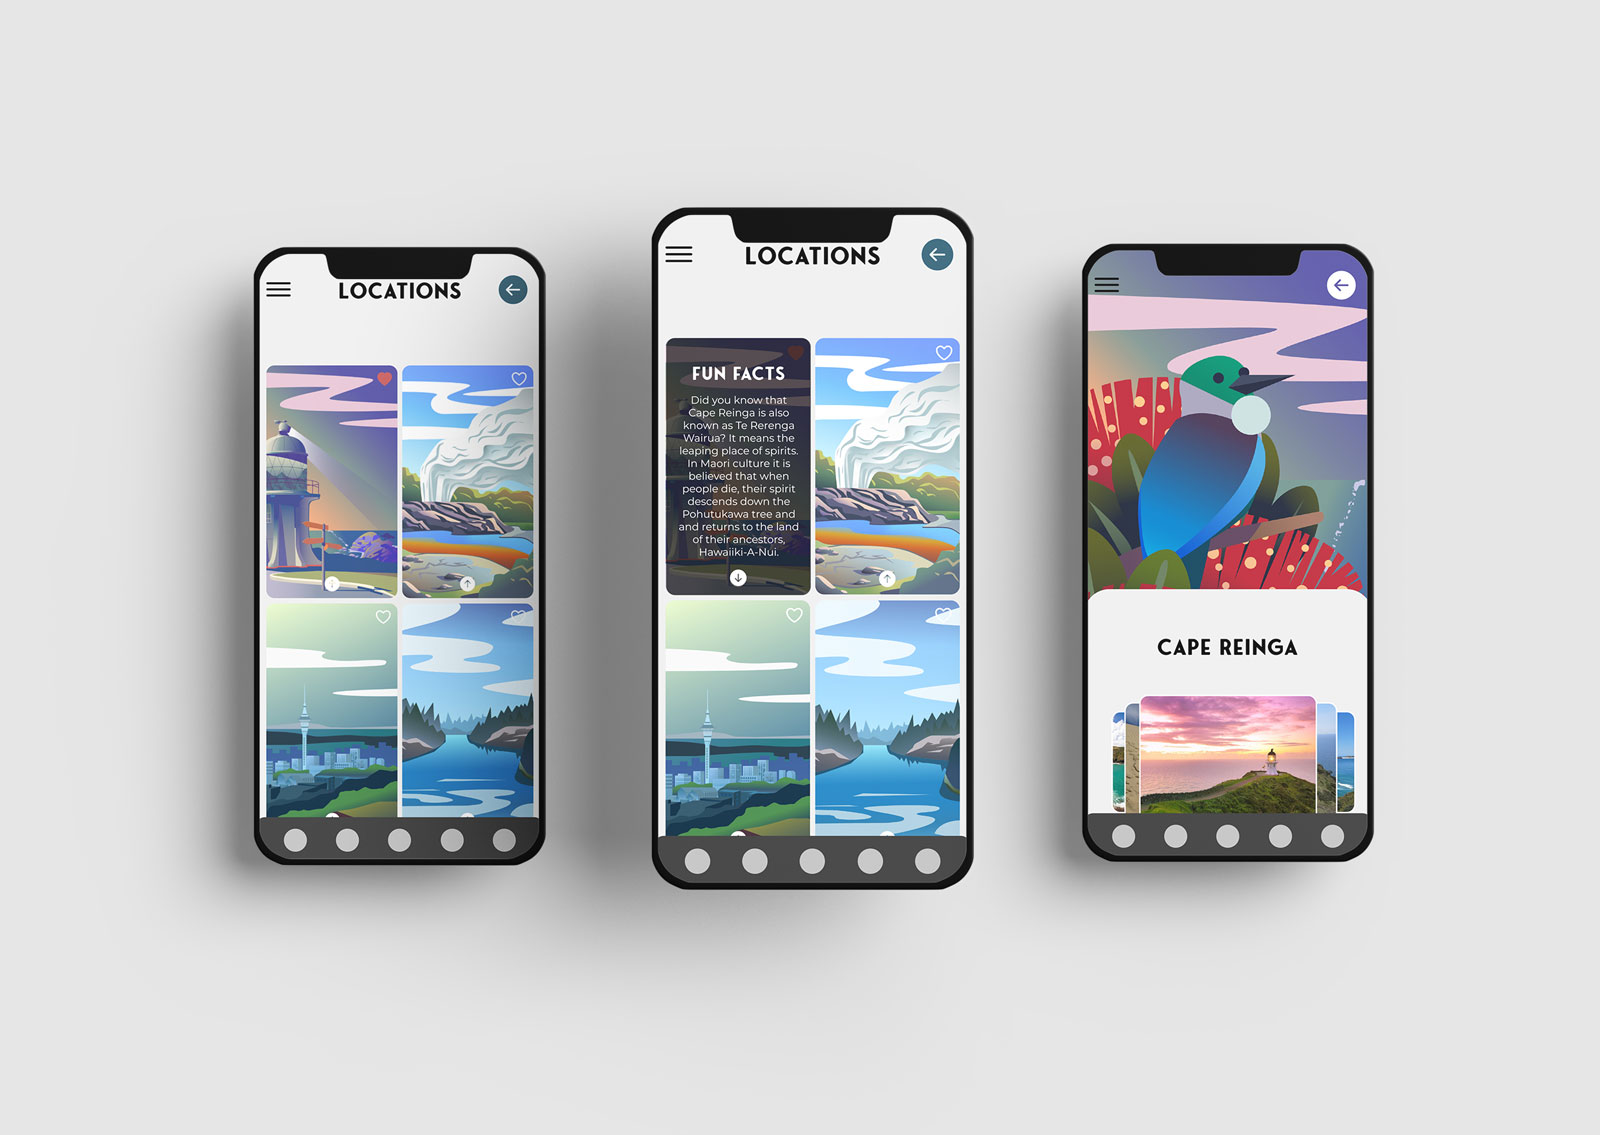 LOCATIONS
LOCATIONS
FUN FACTS
Did you know that
Cape Reinga is also
known as Te Rerenga
Wairua? It means the
leaping place of spirits.
In Maori culture it is
believed that when
people die, their spirit
descends down the
Pohutukawa tree and
and returns to the land
of their ancestors,
Hawaiiki-A-Nui.
CAPE REINGA